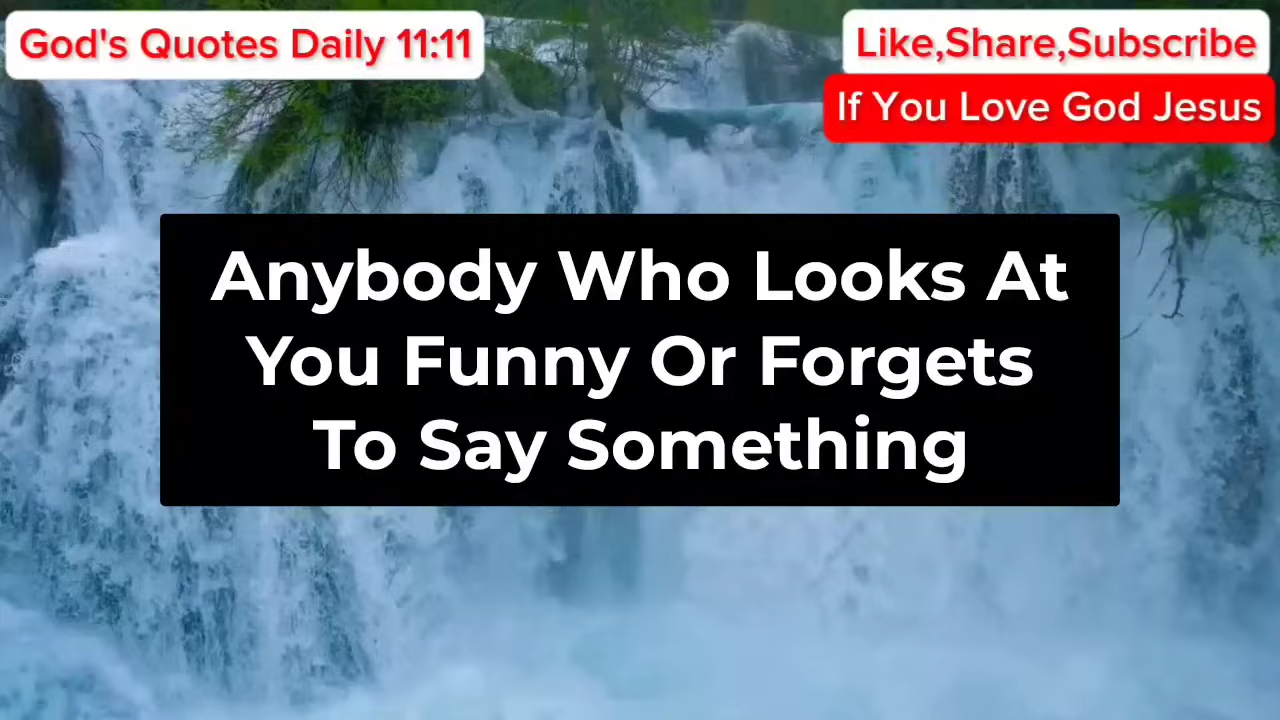 God's Quotes Daily 11:11
Like,Share,Subscribe
If You Love God Jesus
Anybody Who Looks At
You Funny Or Forgets
To Say Something